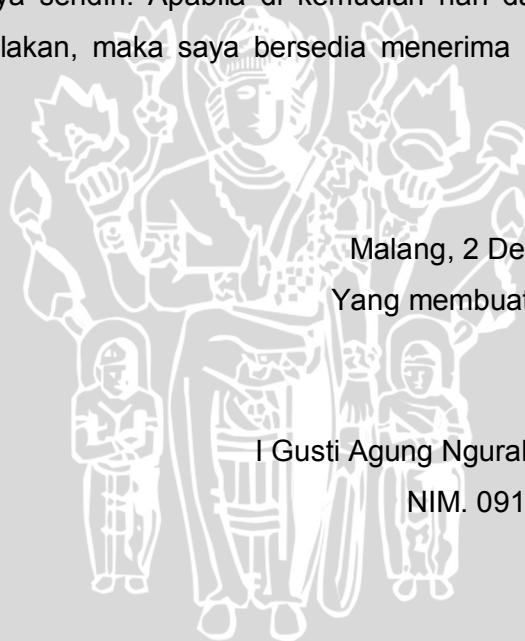 ya sendiri. Apabila di kemudian hari da
lakan, maka saya bersedia menerima
Malang, 2 De
Yang membuat
I Gusti Agung Ngurah
NIM. 091